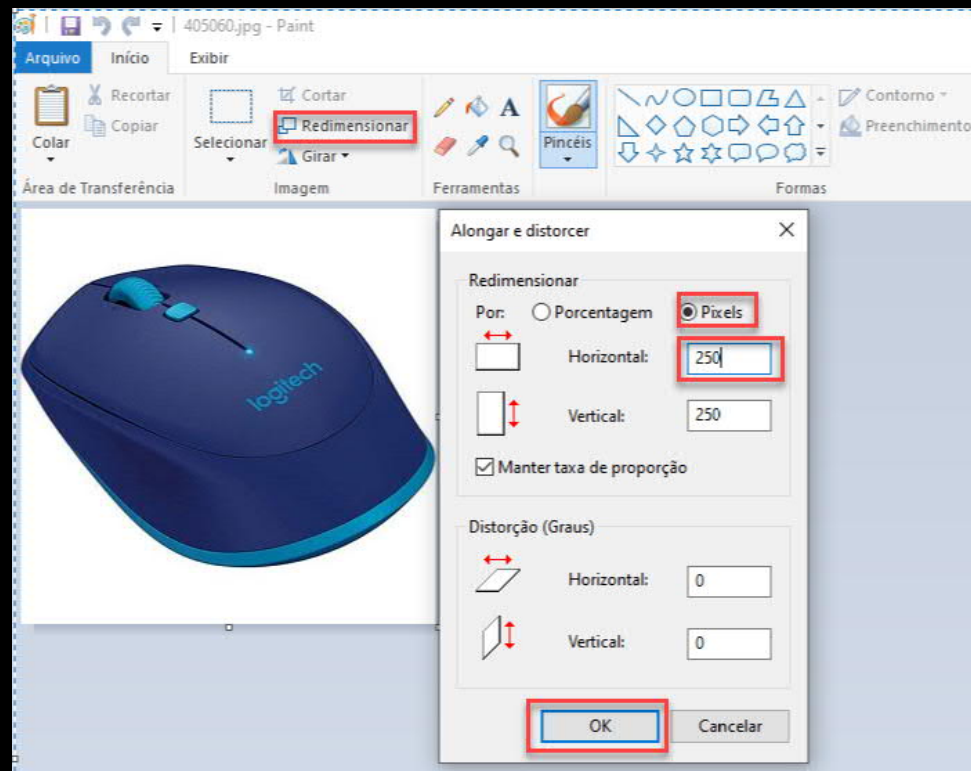 405060.jpg - Paint
Arquivo Início Exibir
Colar
Recortar
Copiar
Área de Transferência
Selecionar
Cortar
Redimensionar
Girar
Imagem
A
Ferramentas
Pincéis
Formas
Contorno
Preenchimento
logitech
Alongar e distorcer
Redimensionar
Por: Porcentagem Pixels
Horizontal: 250
Vertical: 250
Manter taxa de proporção
Distorção (Graus)
Horizontal: 0
Vertical: 0
OK Cancelar